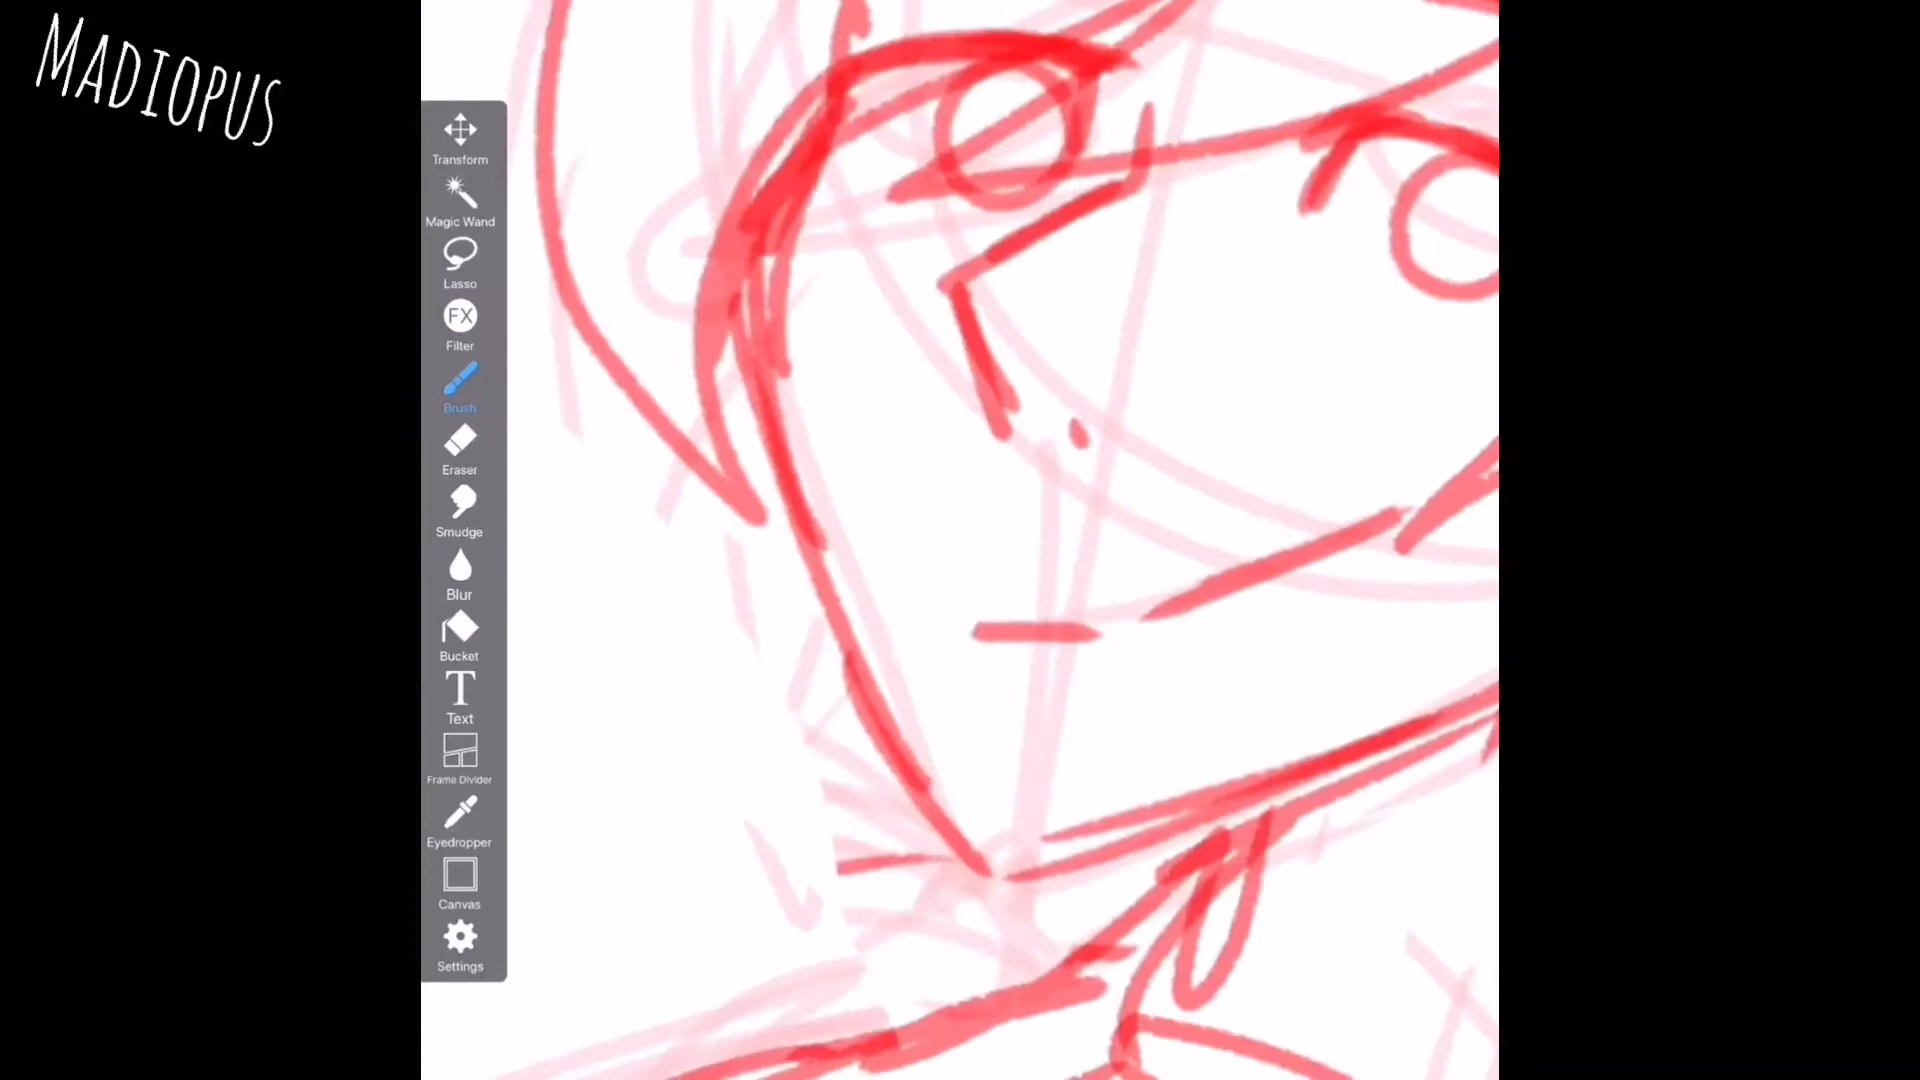 MADIOPUS
Transform
Magic Wand
Lasso
FX
Filter
Brush
Eraser
Smudge
Blur
Bucket
T
Text
Frame Divider
Eyedropper
Canvas
Settings